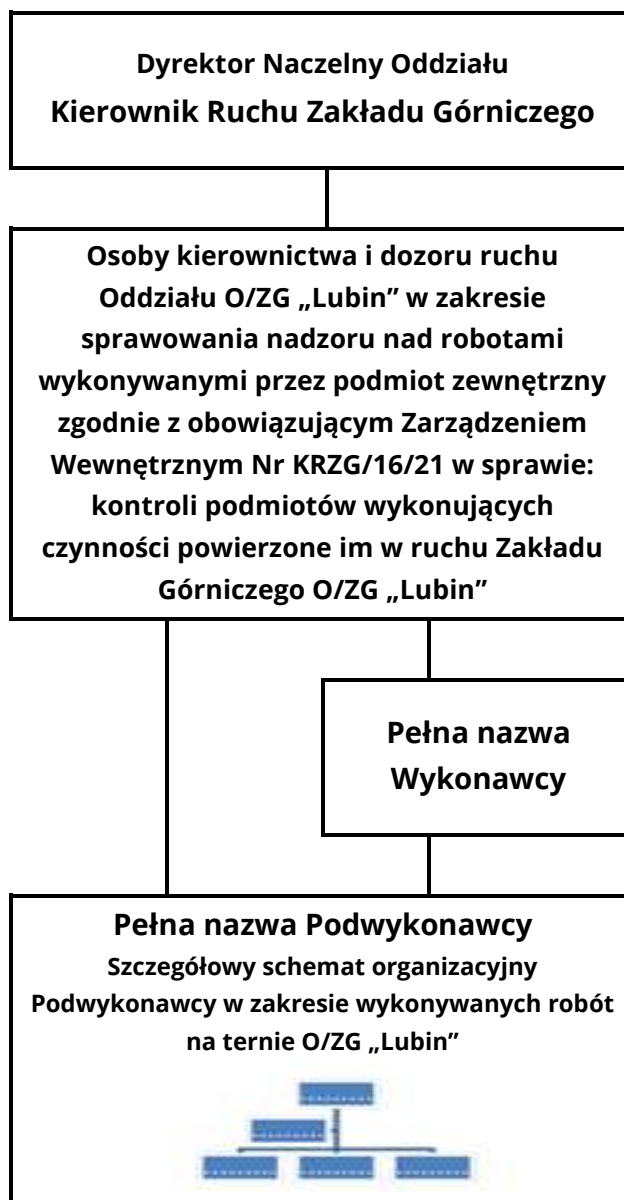 Dyrektor Naczelny Oddziału
Kierownik Ruchu Zakładu Górniczego
Osoby kierownictwa i dozoru ruchu
Oddziału O/ZG „Lubin” w zakresie
sprawowania nadzoru nad robotami
wykonywanymi przez podmiot zewnętrzny
zgodnie z obowiązującym Zarządzeniem
Wewnętrznym Nr KRZG/16/21 w sprawie:
kontroli podmiotów wykonujących
czynności powierzone im w ruchu Zakładu
Górniczego O/ZG „Lubin”
Pełna nazwa
Wykonawcy
Pełna nazwa Podwykonawcy
Szczegółowy schemat organizacyjny
Podwykonawcy w zakresie wykonywanych robót
na ternie O/ZG „Lubin”